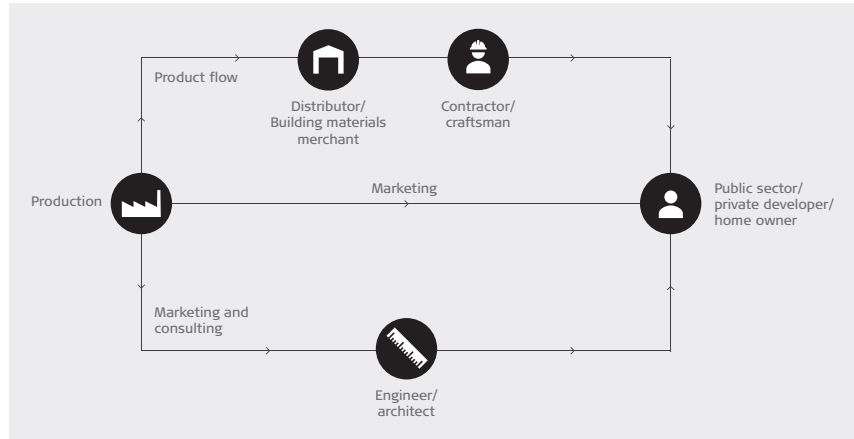 Product flow
Distributor/
Building materials
merchant
Contractor/
craftsman
Production
Marketing
Public sector/
private developer/
home owner
Marketing and
consulting
Engineer/
architect